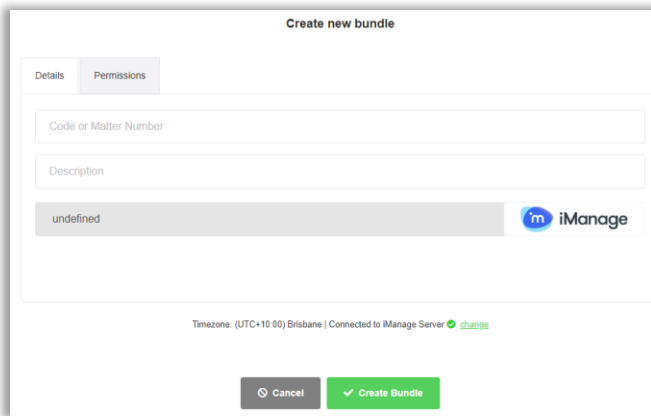 Create new bundle
Details Permissions
Code or Matter Number
Description
undefined iManage
Timezone: (UTC+10:00) Brisbane | Connected to iManage Server change
Cancel Create Bundle